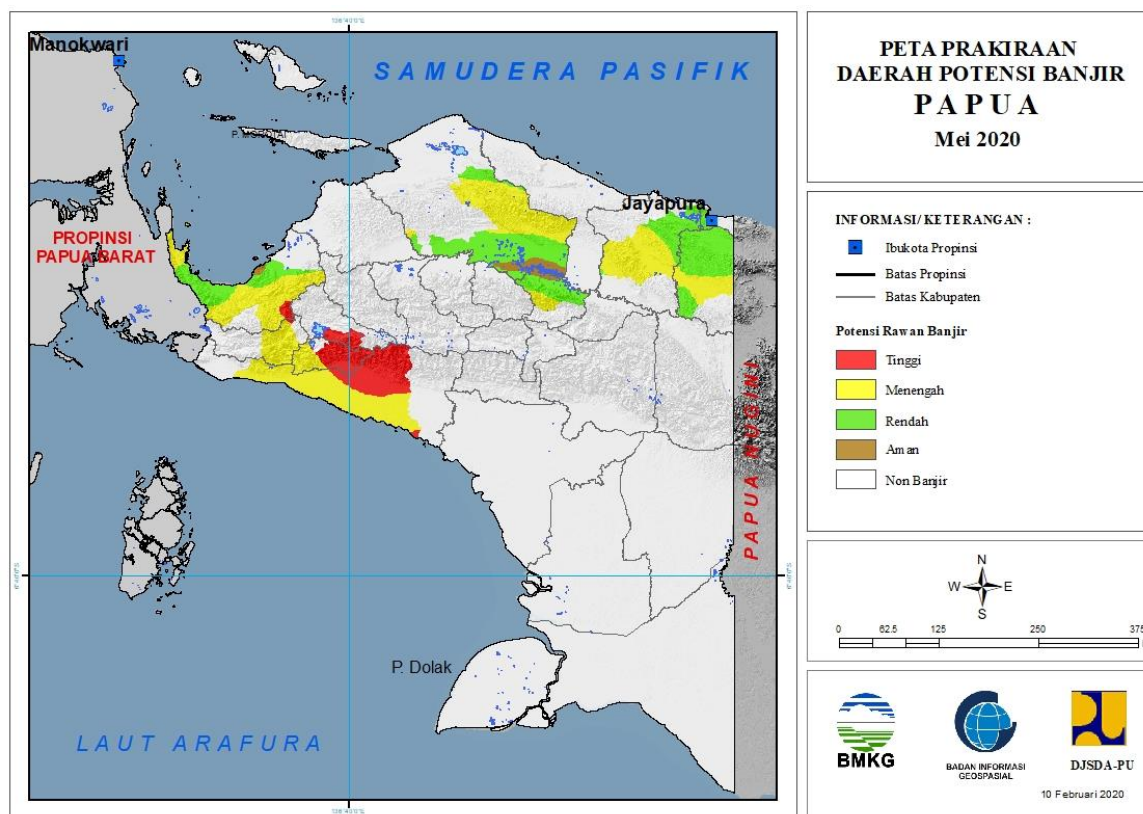 Manokwari
SAMUDERA PASIFIK
Jayapura
PROPINSI
PAPUA BARAT
PAPUA NUGINI
P. Dolak
LAUT ARAFURA
PETA PRAKIRAAN
DAERAH POTENSI BANJIR
PAPUA
Mei 2020
INFORMASI/ KETERANGAN :
Ibukota Propinsi
Batas Propinsi
Batas Kabupaten
Potensi Rawan Banjir
Tinggi
Menengah
Rendah
Aman
Non Banjir
N
W E
S
0 62.5 125 250 375
BMKG
BADAN INFORMASI
GEOSPASIAL
DJSDA-PU
10 Februari 2020